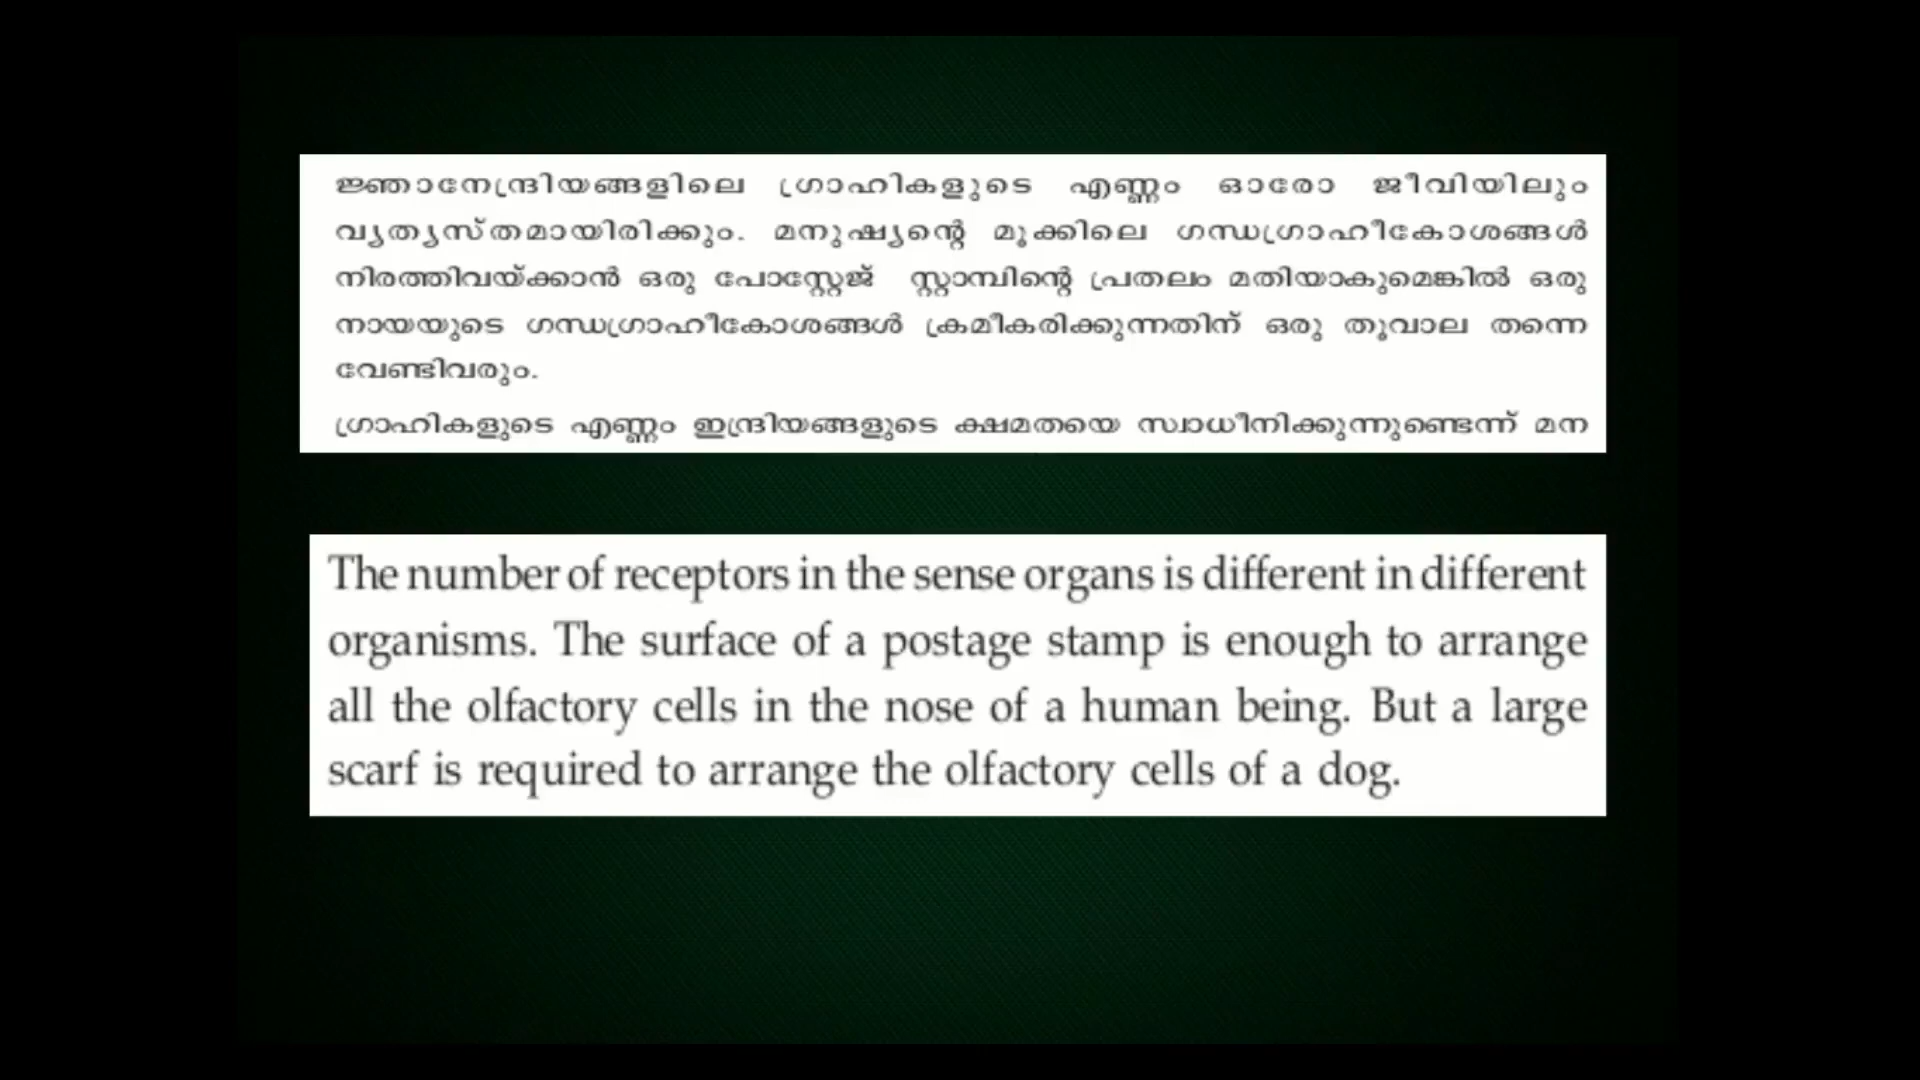 ജ്ഞാനേന്ദ്രിയങ്ങളിലെ ഗ്രാഹികളുടെ എണ്ണം ഓരോ ജീവിയിലും
വ്യത്യസ്തമായിരിക്കും. മനുഷ്യന്റെ മൂക്കിലെ ഗന്ധഗ്രാഹീകോശങ്ങൾ
നിരത്തിവയ്ക്കാൻ ഒരു പോസ്റ്റേജ് സ്റ്റാമ്പിന്റെ പ്രതലം മതിയാകുമെങ്കിൽ ഒരു
നായയുടെ ഗന്ധഗ്രാഹീകോശങ്ങൾ ക്രമീകരിക്കുന്നതിന് ഒരു തൂവാല തന്നെ
വേണ്ടിവരും.
ഗ്രാഹികളുടെ എണ്ണം ഇന്ദ്രിയങ്ങളുടെ ക്ഷമതയെ സ്വാധീനിക്കുന്നുണ്ടെന്ന് മന
The number of receptors in the sense organs is different in different
organisms. The surface of a postage stamp is enough to arrange
all the olfactory cells in the nose of a human being. But a large
scarf is required to arrange the olfactory cells of a dog.